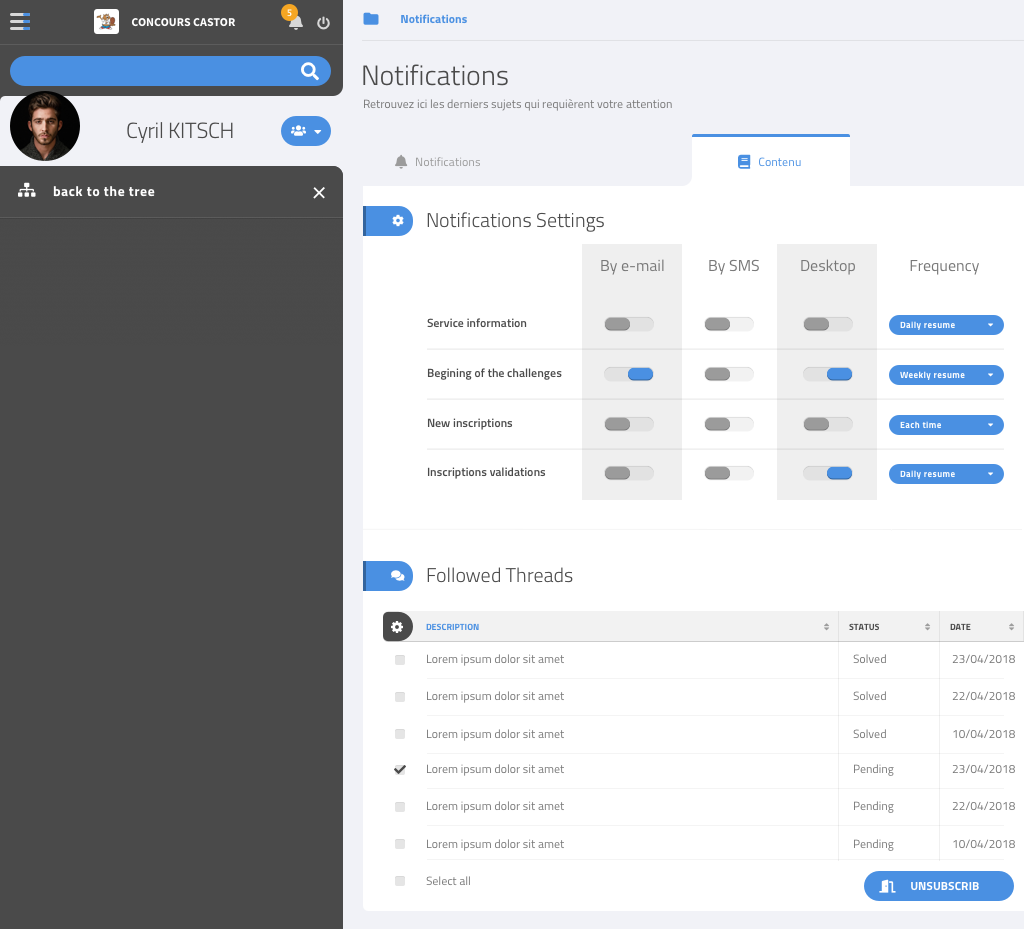 CONCOURS CASTOR
5
Cyril KITSCH
back to the tree
Notifications
Notifications
Retrouvez ici les derniers sujets qui requièrent votre attention
Notifications
Contenu
Notifications Settings
By e-mail By SMS Desktop Frequency
Service information Daily resume
Begining of the challenges Weekly resume
New inscriptions Each time
Inscriptions validations Daily resume
Followed Threads
DESCRIPTION STATUS DATE
Lorem ipsum dolor sit amet Solved 23/04/2018
Lorem ipsum dolor sit amet Solved 22/04/2018
Lorem ipsum dolor sit amet Solved 10/04/2018
Lorem ipsum dolor sit amet Pending 23/04/2018
Lorem ipsum dolor sit amet Pending 22/04/2018
Lorem ipsum dolor sit amet Pending 10/04/2018
Select all
UNSUBSCRIB